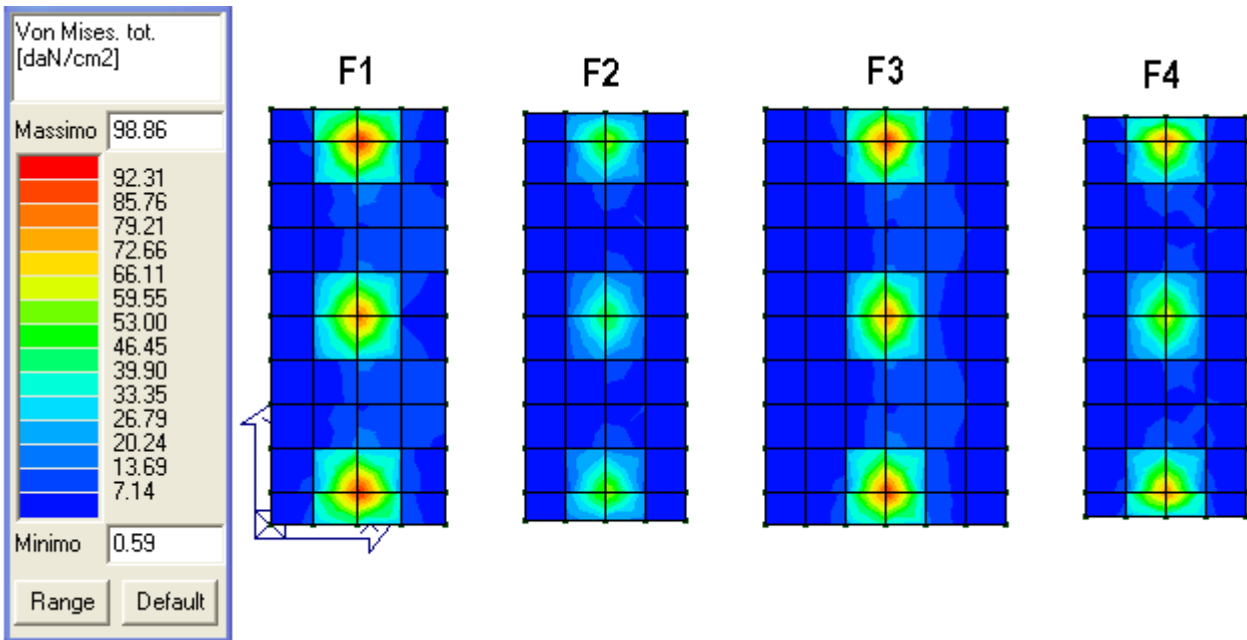 Von Mises. tot.
[daN/cm2]
Massimo 98.86
92.31
85.76
79.21
72.66
66.11
59.55
53.00
46.45
39.90
33.35
26.79
20.24
13.69
7.14
Minimo 0.59
Range Default
F1 F2 F3 F4